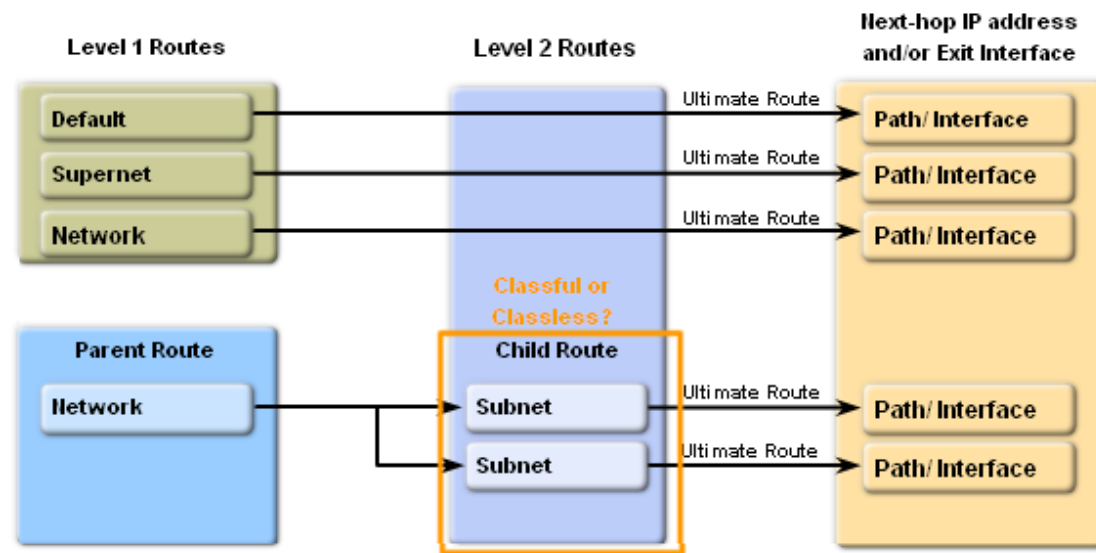 Level 1 Routes
Level 2 Routes
Next-hop IP address
and/or Exit Interface
Default
Ultimate Route
Path/ Interface
Supernet
Ultimate Route
Path/ Interface
Network
Ultimate Route
Path/ Interface
Classful or
Classless?
Parent Route
Child Route
Network
Subnet
Ultimate Route
Path/ Interface
Subnet
Ultimate Route
Path/ Interface